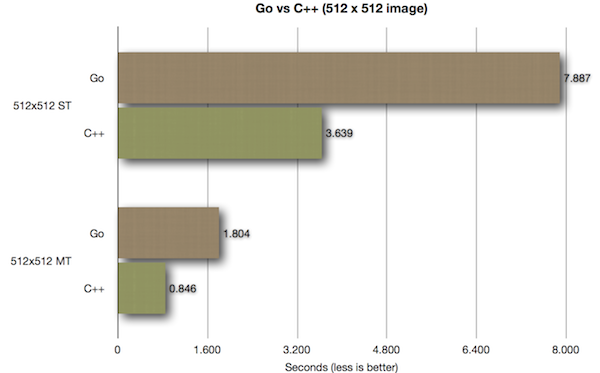 Go vs C++ (512 x 512 image)
Go
7.887
512x512 ST
C++
3.639
Go
1.804
512x512 MT
C++
0.846
0 1.600 3.200 4.800 6.400 8.000
Seconds (less is better)